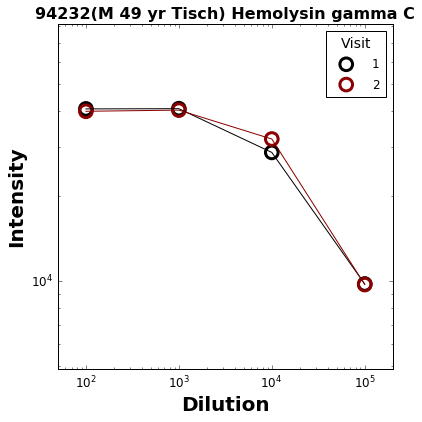 94232(M 49 yr Tisch) Hemolysin gamma C
Visit
1
2
Intensity
10^4
10^2 10^3 10^4 10^5
Dilution